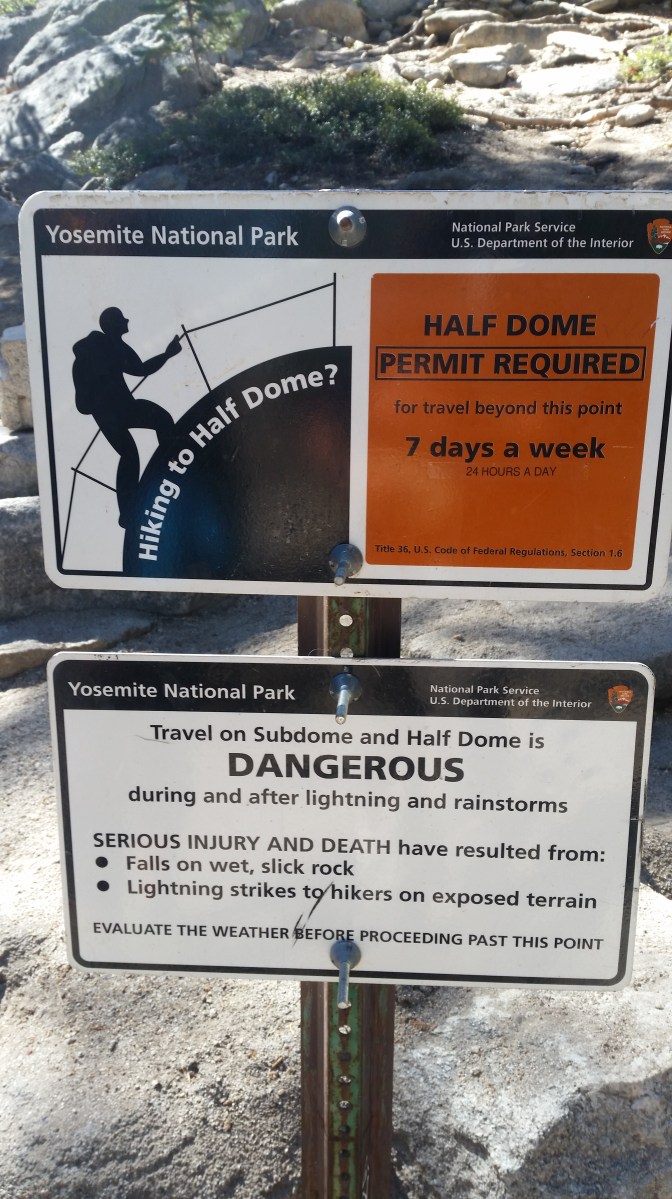 Yosemite National Park
National Park Service
U.S. Department of the Interior
Hiking to Half Dome?
HALF DOME
PERMIT REQUIRED
for travel beyond this point
7 days a week
24 HOURS A DAY
Title 36, U.S. Code of Federal Regulations, Section 1.6
Yosemite National Park
National Park Service
U.S. Department of the Interior
Travel on Subdome and Half Dome is
DANGEROUS
during and after lightning and rainstorms
SERIOUS INJURY AND DEATH have resulted from:
• Falls on wet, slick rock
• Lightning strikes to hikers on exposed terrain
EVALUATE THE WEATHER BEFORE PROCEEDING PAST THIS POINT